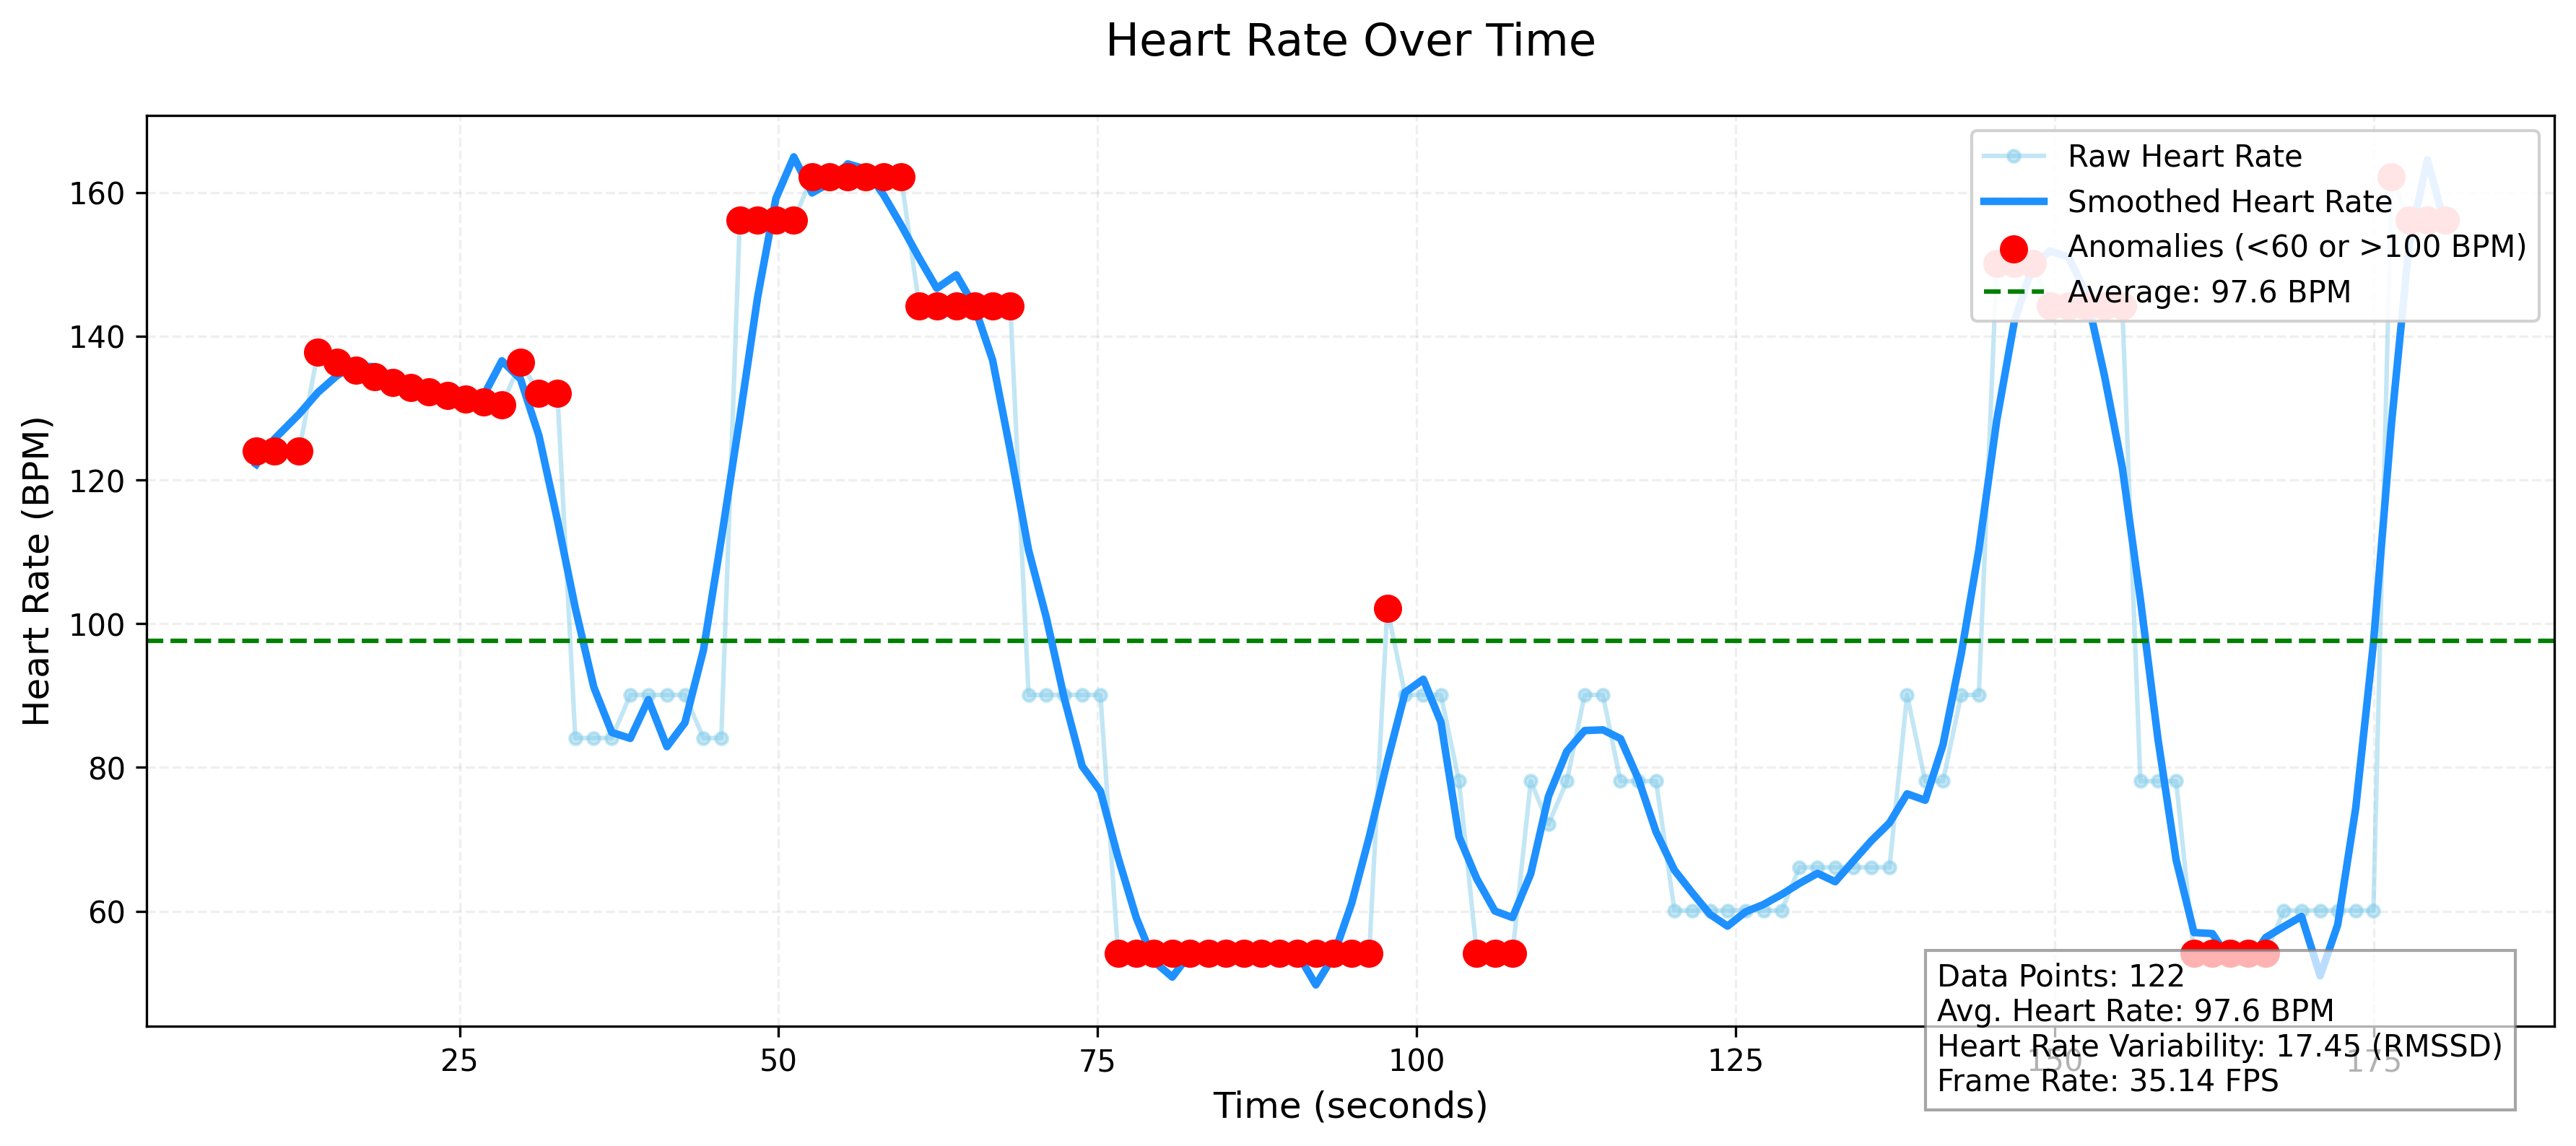 Heart Rate Over Time
Heart Rate (BPM)
160
140
120
100
80
60
Raw Heart Rate
Smoothed Heart Rate
Anomalies (<60 or >100 BPM)
Average: 97.6 BPM
25
50
75
100
125
150
175
Time (seconds)
Data Points: 122
Avg. Heart Rate: 97.6 BPM
Heart Rate Variability: 17.45 (RMSSD)
Frame Rate: 35.14 FPS